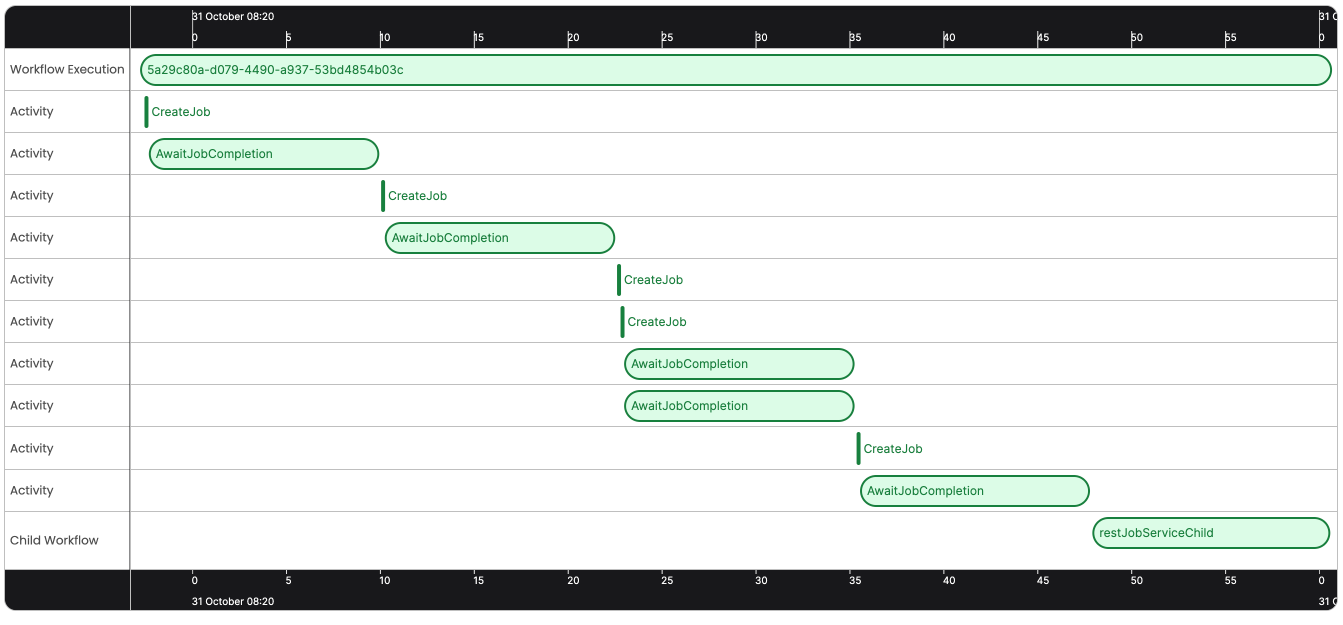 31 October 08:20 31 O
0 5 10 15 20 25 30 35 40 45 50 55 0
Workflow Execution 5a29c80a-d079-4490-a937-53bd4854b03c
Activity CreateJob
Activity AwaitJobCompletion
Activity CreateJob
Activity AwaitJobCompletion
Activity CreateJob
Activity CreateJob
Activity AwaitJobCompletion
Activity AwaitJobCompletion
Activity CreateJob
Activity AwaitJobCompletion
Child Workflow restJobServiceChild
0 5 10 15 20 25 30 35 40 45 50 55 0
31 October 08:20 31 O